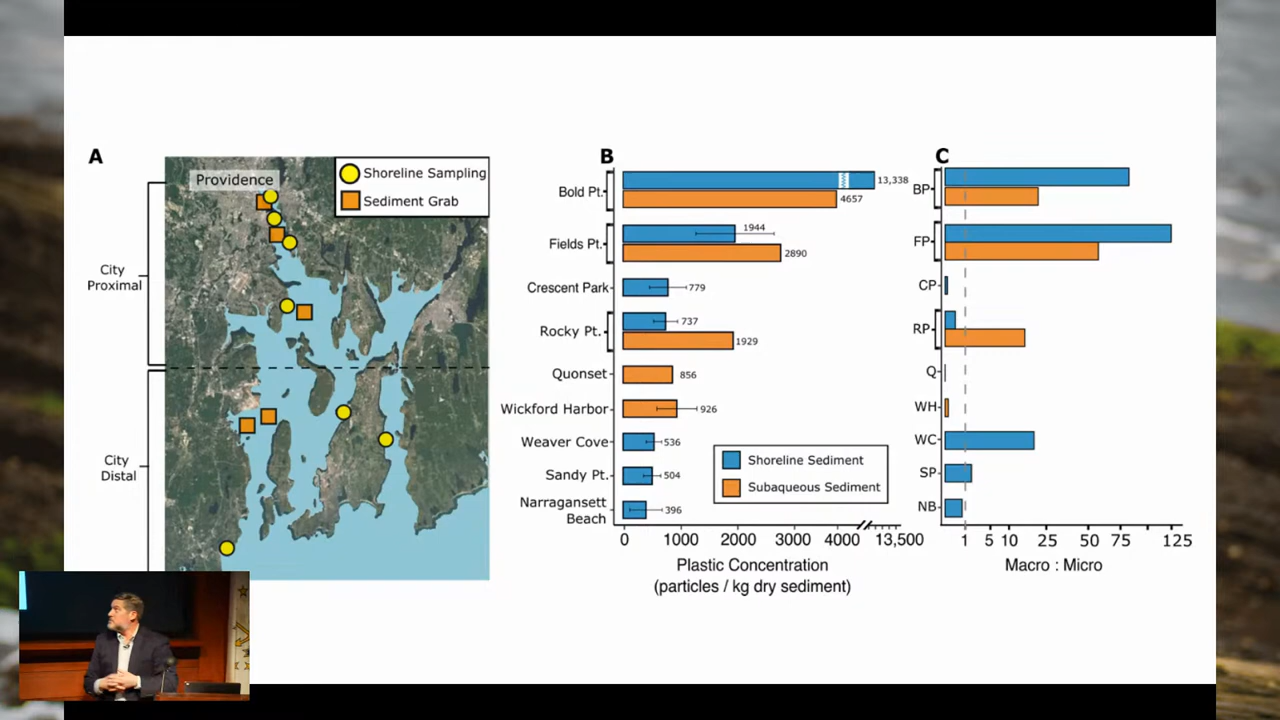 A
Providence
Shoreline Sampling
Sediment Grab
City
Proximal
City
Distal
B
Bold Pt.
13,338
4657
Fields Pt.
1944
2890
Crescent Park
779
Rocky Pt.
737
1929
Quonset
856
Wickford Harbor
926
Weaver Cove
536
Sandy Pt.
504
Narragansett
Beach
396
Shoreline Sediment
Subaqueous Sediment
0 1000 2000 3000 4000 13,500
Plastic Concentration
(particles / kg dry sediment)
C
BP
FP
CP
RP
Q
WH
WC
SP
NB
1 5 10 25 50 75 125
Macro : Micro